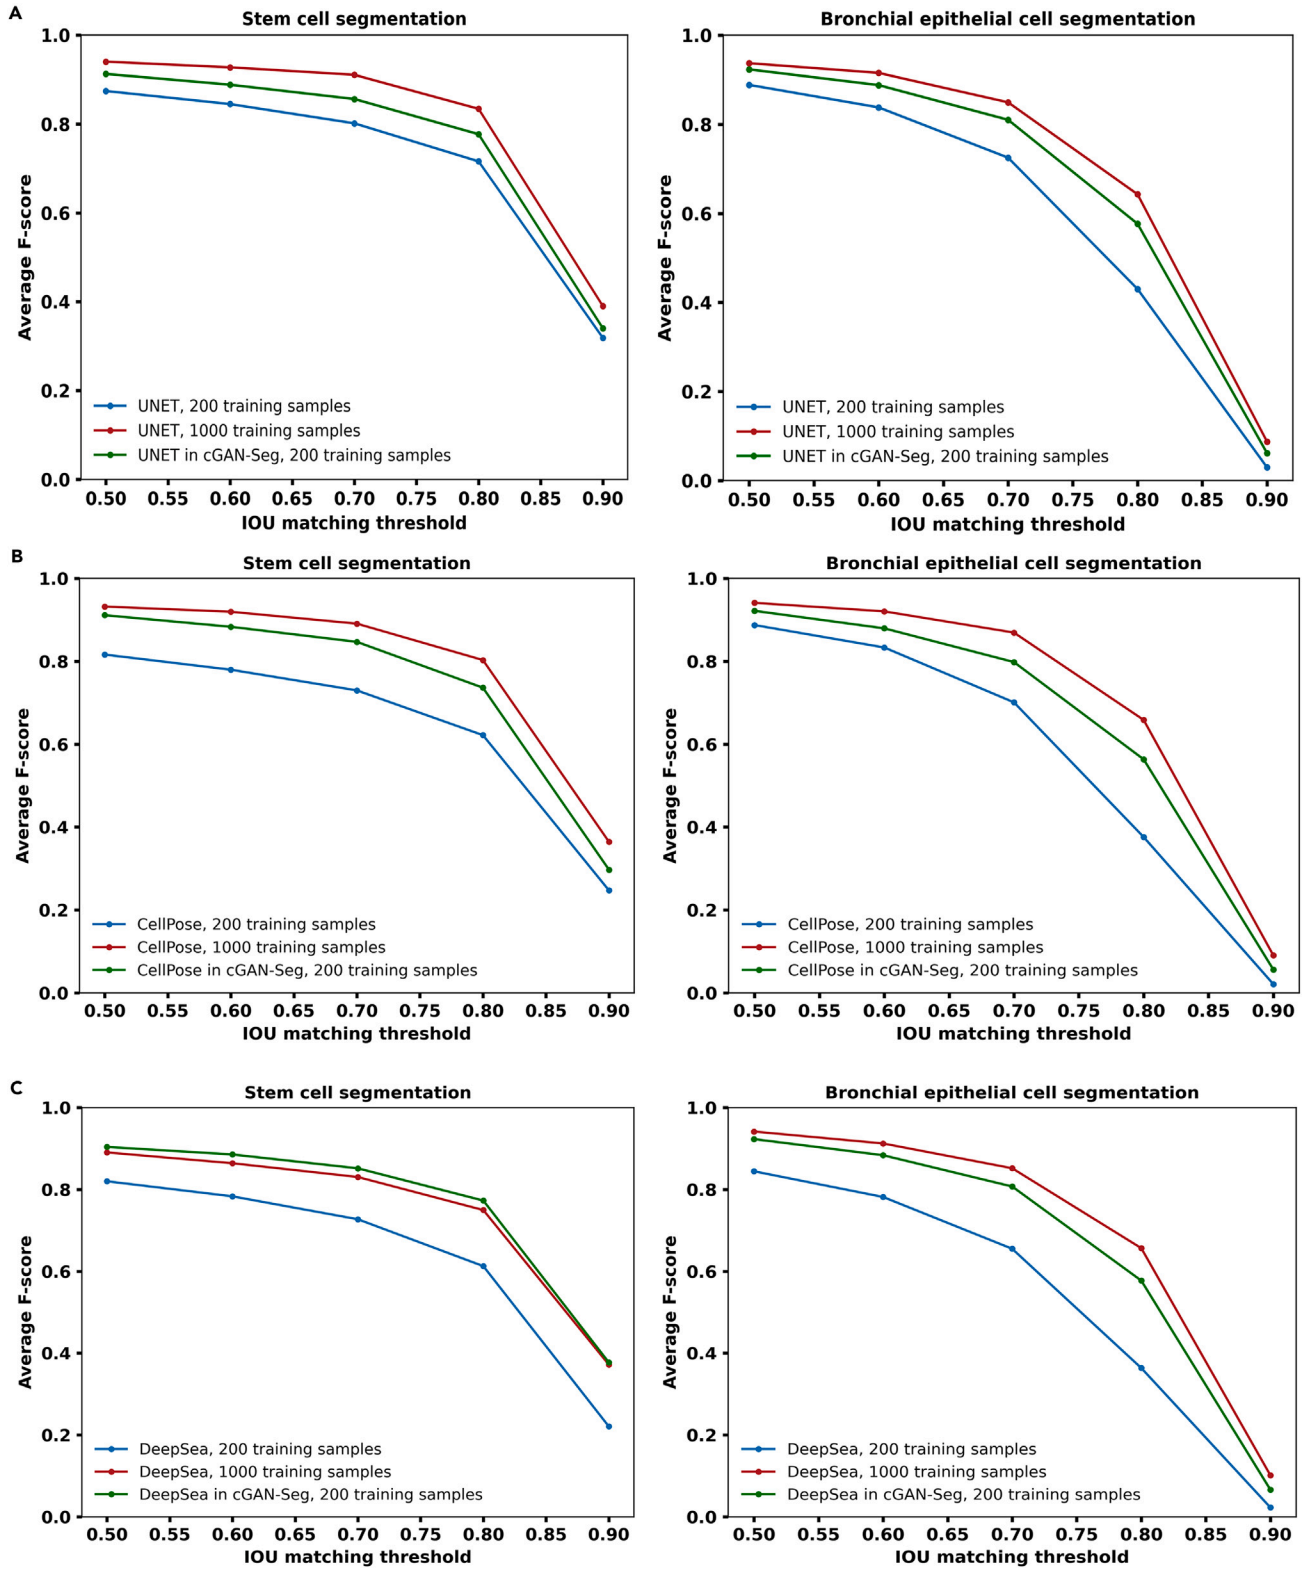 A
Stem cell segmentation
1.0
0.8
0.6
0.4
0.2
0.0
Average F-score
UNET, 200 training samples
UNET, 1000 training samples
UNET in cGAN-Seg, 200 training samples
0.50 0.55 0.60 0.65 0.70 0.75 0.80 0.85 0.90
IOU matching threshold
Bronchial epithelial cell segmentation
1.0
0.8
0.6
0.4
0.2
0.0
Average F-score
UNET, 200 training samples
UNET, 1000 training samples
UNET in cGAN-Seg, 200 training samples
0.50 0.55 0.60 0.65 0.70 0.75 0.80 0.85 0.90
IOU matching threshold
B
Stem cell segmentation
1.0
0.8
0.6
0.4
0.2
0.0
Average F-score
CellPose, 200 training samples
CellPose, 1000 training samples
CellPose in cGAN-Seg, 200 training samples
0.50 0.55 0.60 0.65 0.70 0.75 0.80 0.85 0.90
IOU matching threshold
Bronchial epithelial cell segmentation
1.0
0.8
0.6
0.4
0.2
0.0
Average F-score
CellPose, 200 training samples
CellPose, 1000 training samples
CellPose in cGAN-Seg, 200 training samples
0.50 0.55 0.60 0.65 0.70 0.75 0.80 0.85 0.90
IOU matching threshold
C
Stem cell segmentation
1.0
0.8
0.6
0.4
0.2
0.0
Average F-score
DeepSea, 200 training samples
DeepSea, 1000 training samples
DeepSea in cGAN-Seg, 200 training samples
0.50 0.55 0.60 0.65 0.70 0.75 0.80 0.85 0.90
IOU matching threshold
Bronchial epithelial cell segmentation
1.0
0.8
0.6
0.4
0.2
0.0
Average F-score
DeepSea, 200 training samples
DeepSea, 1000 training samples
DeepSea in cGAN-Seg, 200 training samples
0.50 0.55 0.60 0.65 0.70 0.75 0.80 0.85 0.90
IOU matching threshold